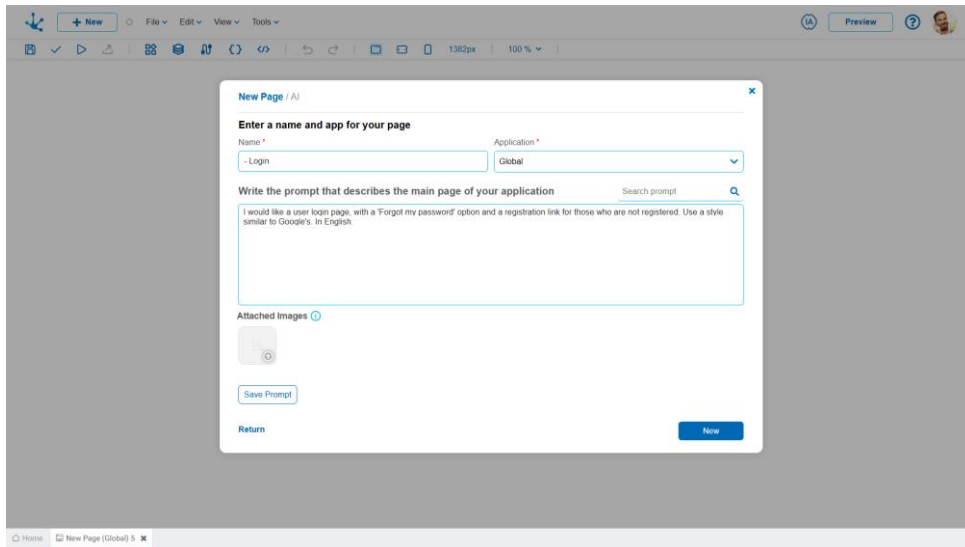 + New File Edit View Tools IA Preview ?
1382px 100 %
New Page / AI
Enter a name and app for your page
Name * Application *
- Login Global
Write the prompt that describes the main page of your application Search prompt
I would like a user login page, with a 'Forgot my password' option and a registration link for those who are not registered. Use a style
similar to Google's. In English.
Attached Images
Save Prompt
Return New
Home New Page (Global) 5